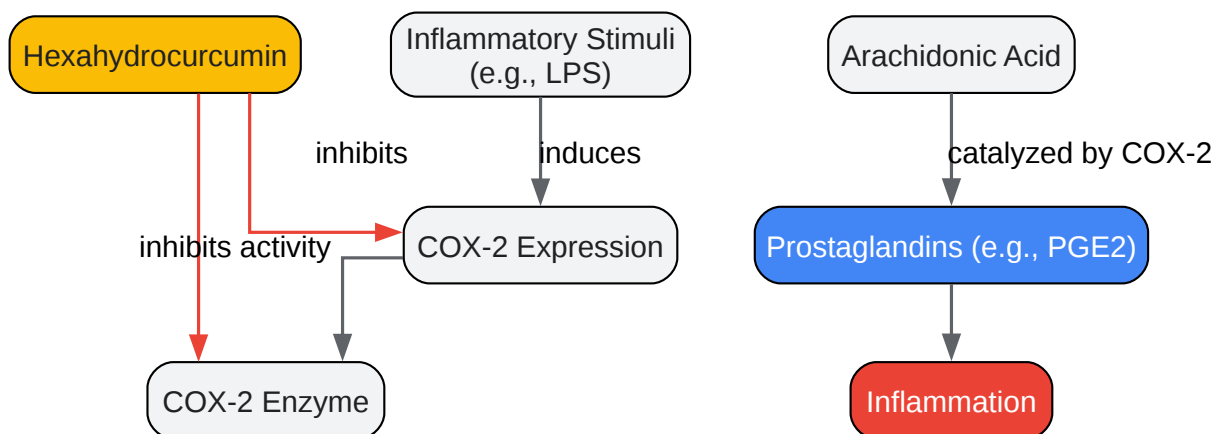 Hexahydrocurcumin
Inflammatory Stimuli
(e.g., LPS)
Arachidonic Acid
inhibits
induces
catalyzed by COX-2
inhibits activity
COX-2 Expression
Prostaglandins (e.g., PGE2)
COX-2 Enzyme
Inflammation